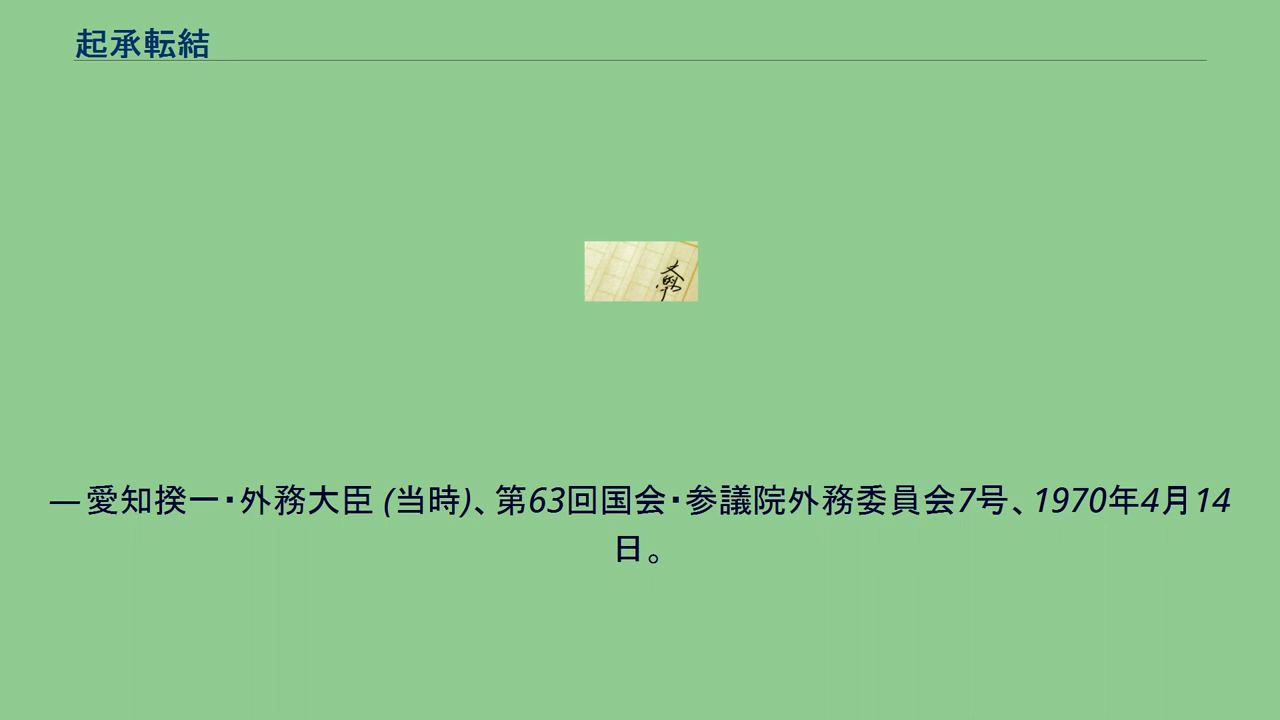 起承転結
— 愛知揆一・外務大臣 (当時)、第63回国会・参議院外務委員会7号、1970年4月14
日。